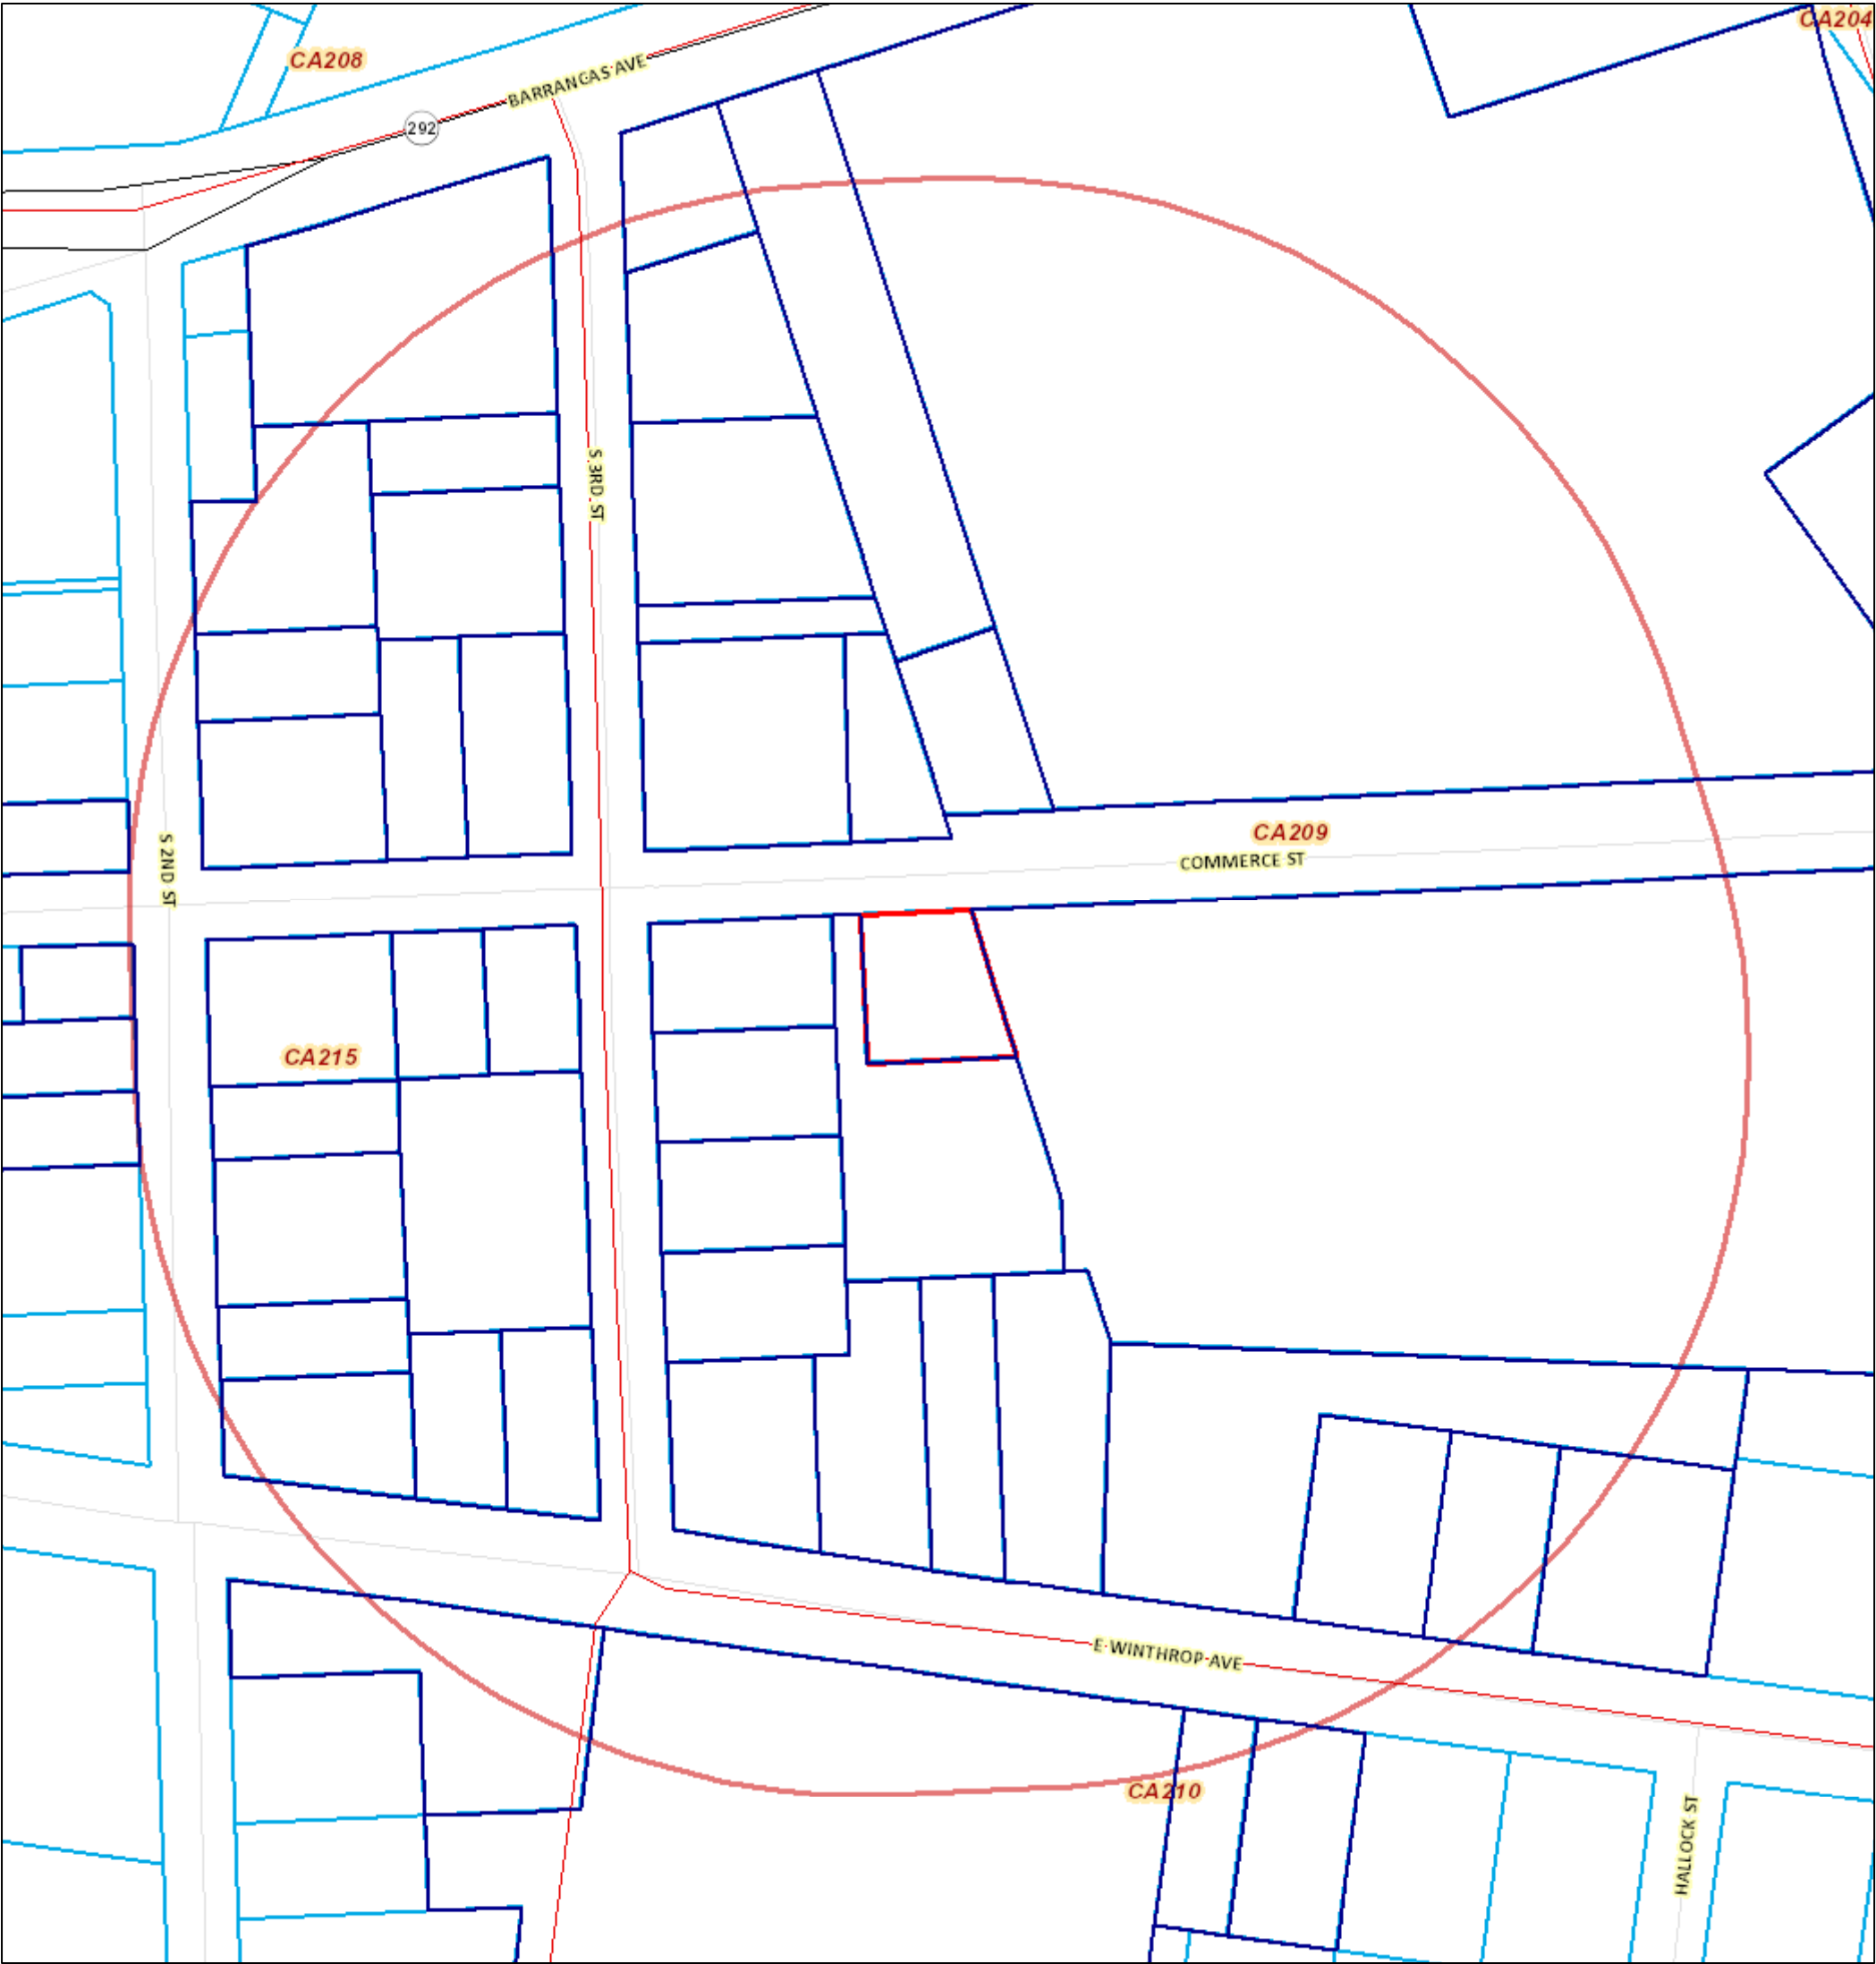 CA204
CA208
BARRANCAS AVE
292
S 3RD ST
CA209
COMMERCE ST
S 2ND ST
CA215
E WINTHROP AVE
CA210
HALLOCK ST